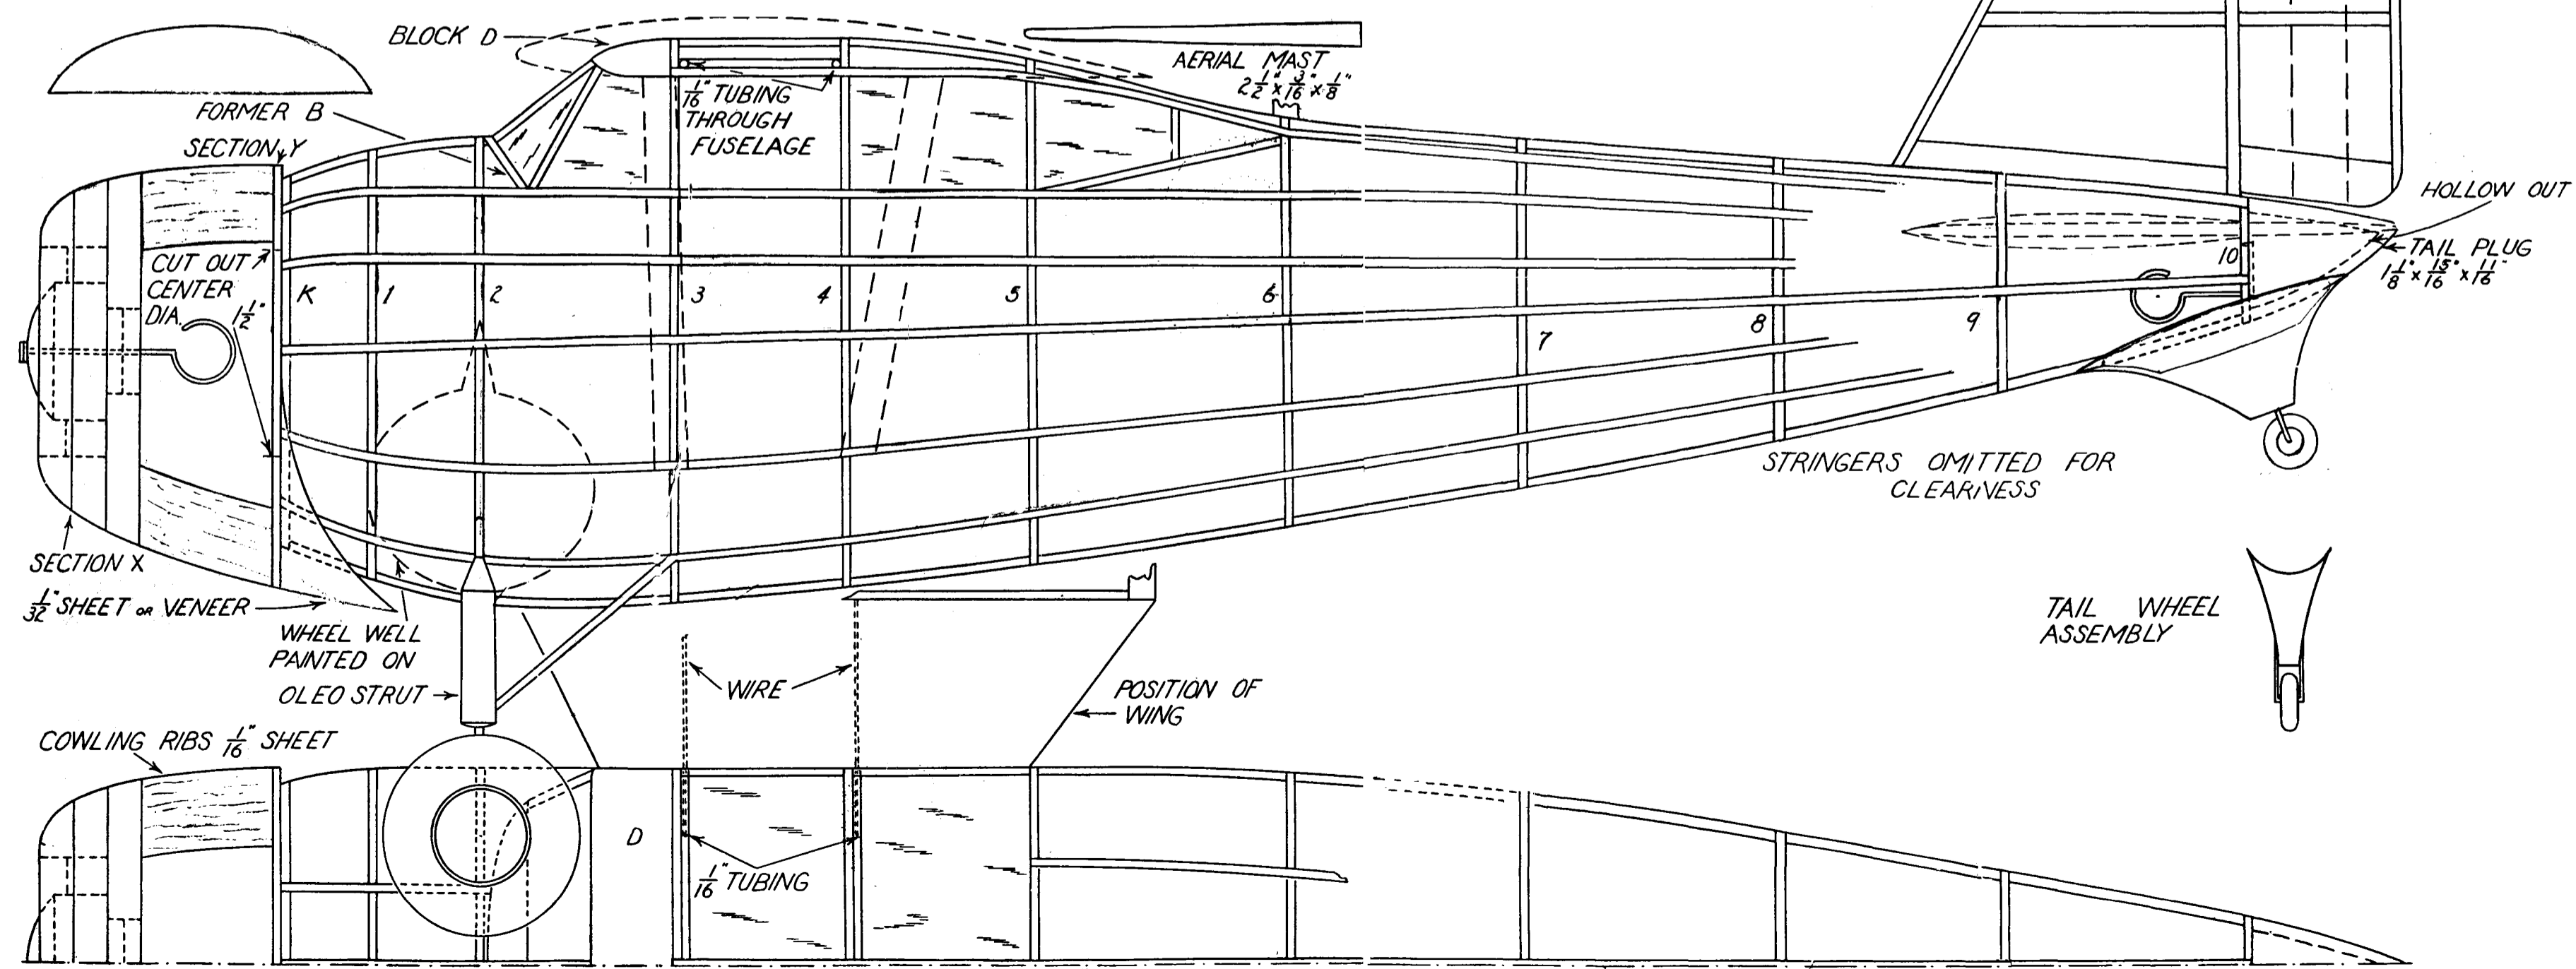 BLOCK D
AERIAL MAST
2 1/2" x 3/16" x 1/8"
FORMER B
1/16" TUBING
THROUGH
FUSELAGE
SECTION Y
HOLLOW OUT
CUT OUT
CENTER
DIA. 1 1/2"
TAIL PLUG
1 1/8" x 15/16" x 11/16"
K
1
2
3
4
5
6
7
8
9
10
STRINGERS OMITTED FOR
CLEARNESS
SECTION X
1/32" SHEET OR VENEER
WHEEL WELL
PAINTED ON
OLEO STRUT
WIRE
POSITION OF
WING
TAIL WHEEL
ASSEMBLY
COWLING RIBS 1/16" SHEET
D
1/16" TUBING